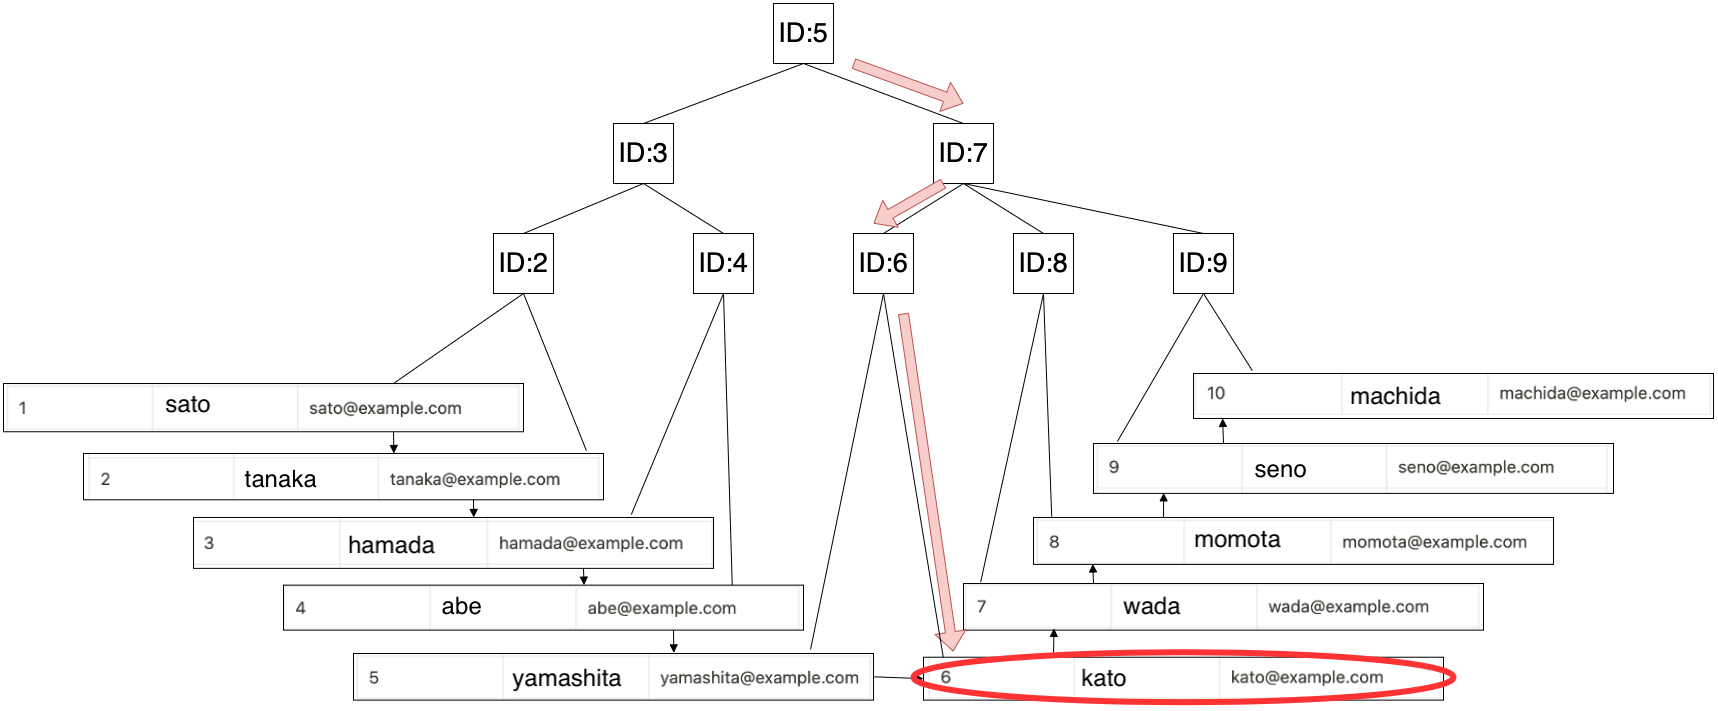 ID:5
ID:3
ID:7
ID:2
ID:4
ID:6
ID:8
ID:9
1 sato sato@example.com
2 tanaka tanaka@example.com
3 hamada hamada@example.com
4 abe abe@example.com
5 yamashita yamashita@example.com
6 kato kato@example.com
7 wada wada@example.com
8 momota momota@example.com
9 seno seno@example.com
10 machida machida@example.com